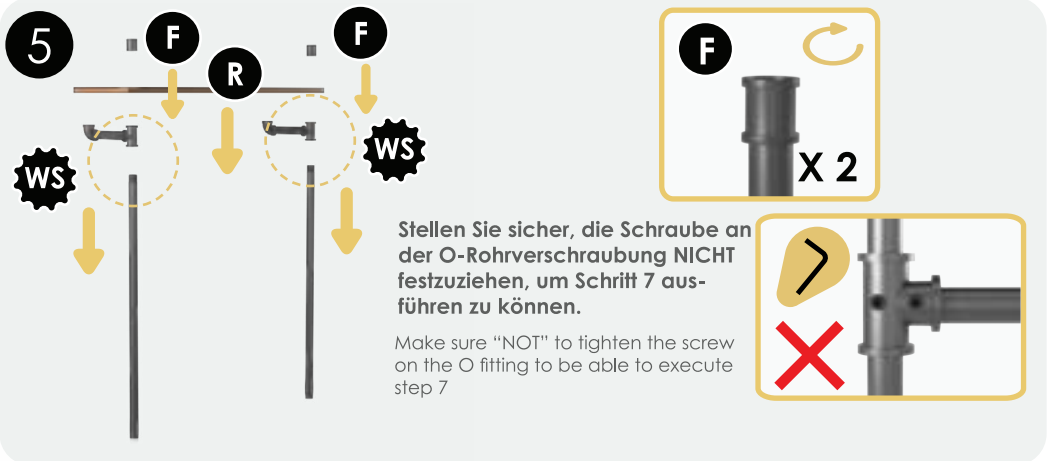 5
F
F
R
WS
WS
F
X 2
Stellen Sie sicher, die Schraube an
der O-Rohrverschraubung NICHT
festzuziehen, um Schritt 7 aus-
führen zu können.
Make sure “NOT” to tighten the screw
on the O fitting to be able to execute
step 7